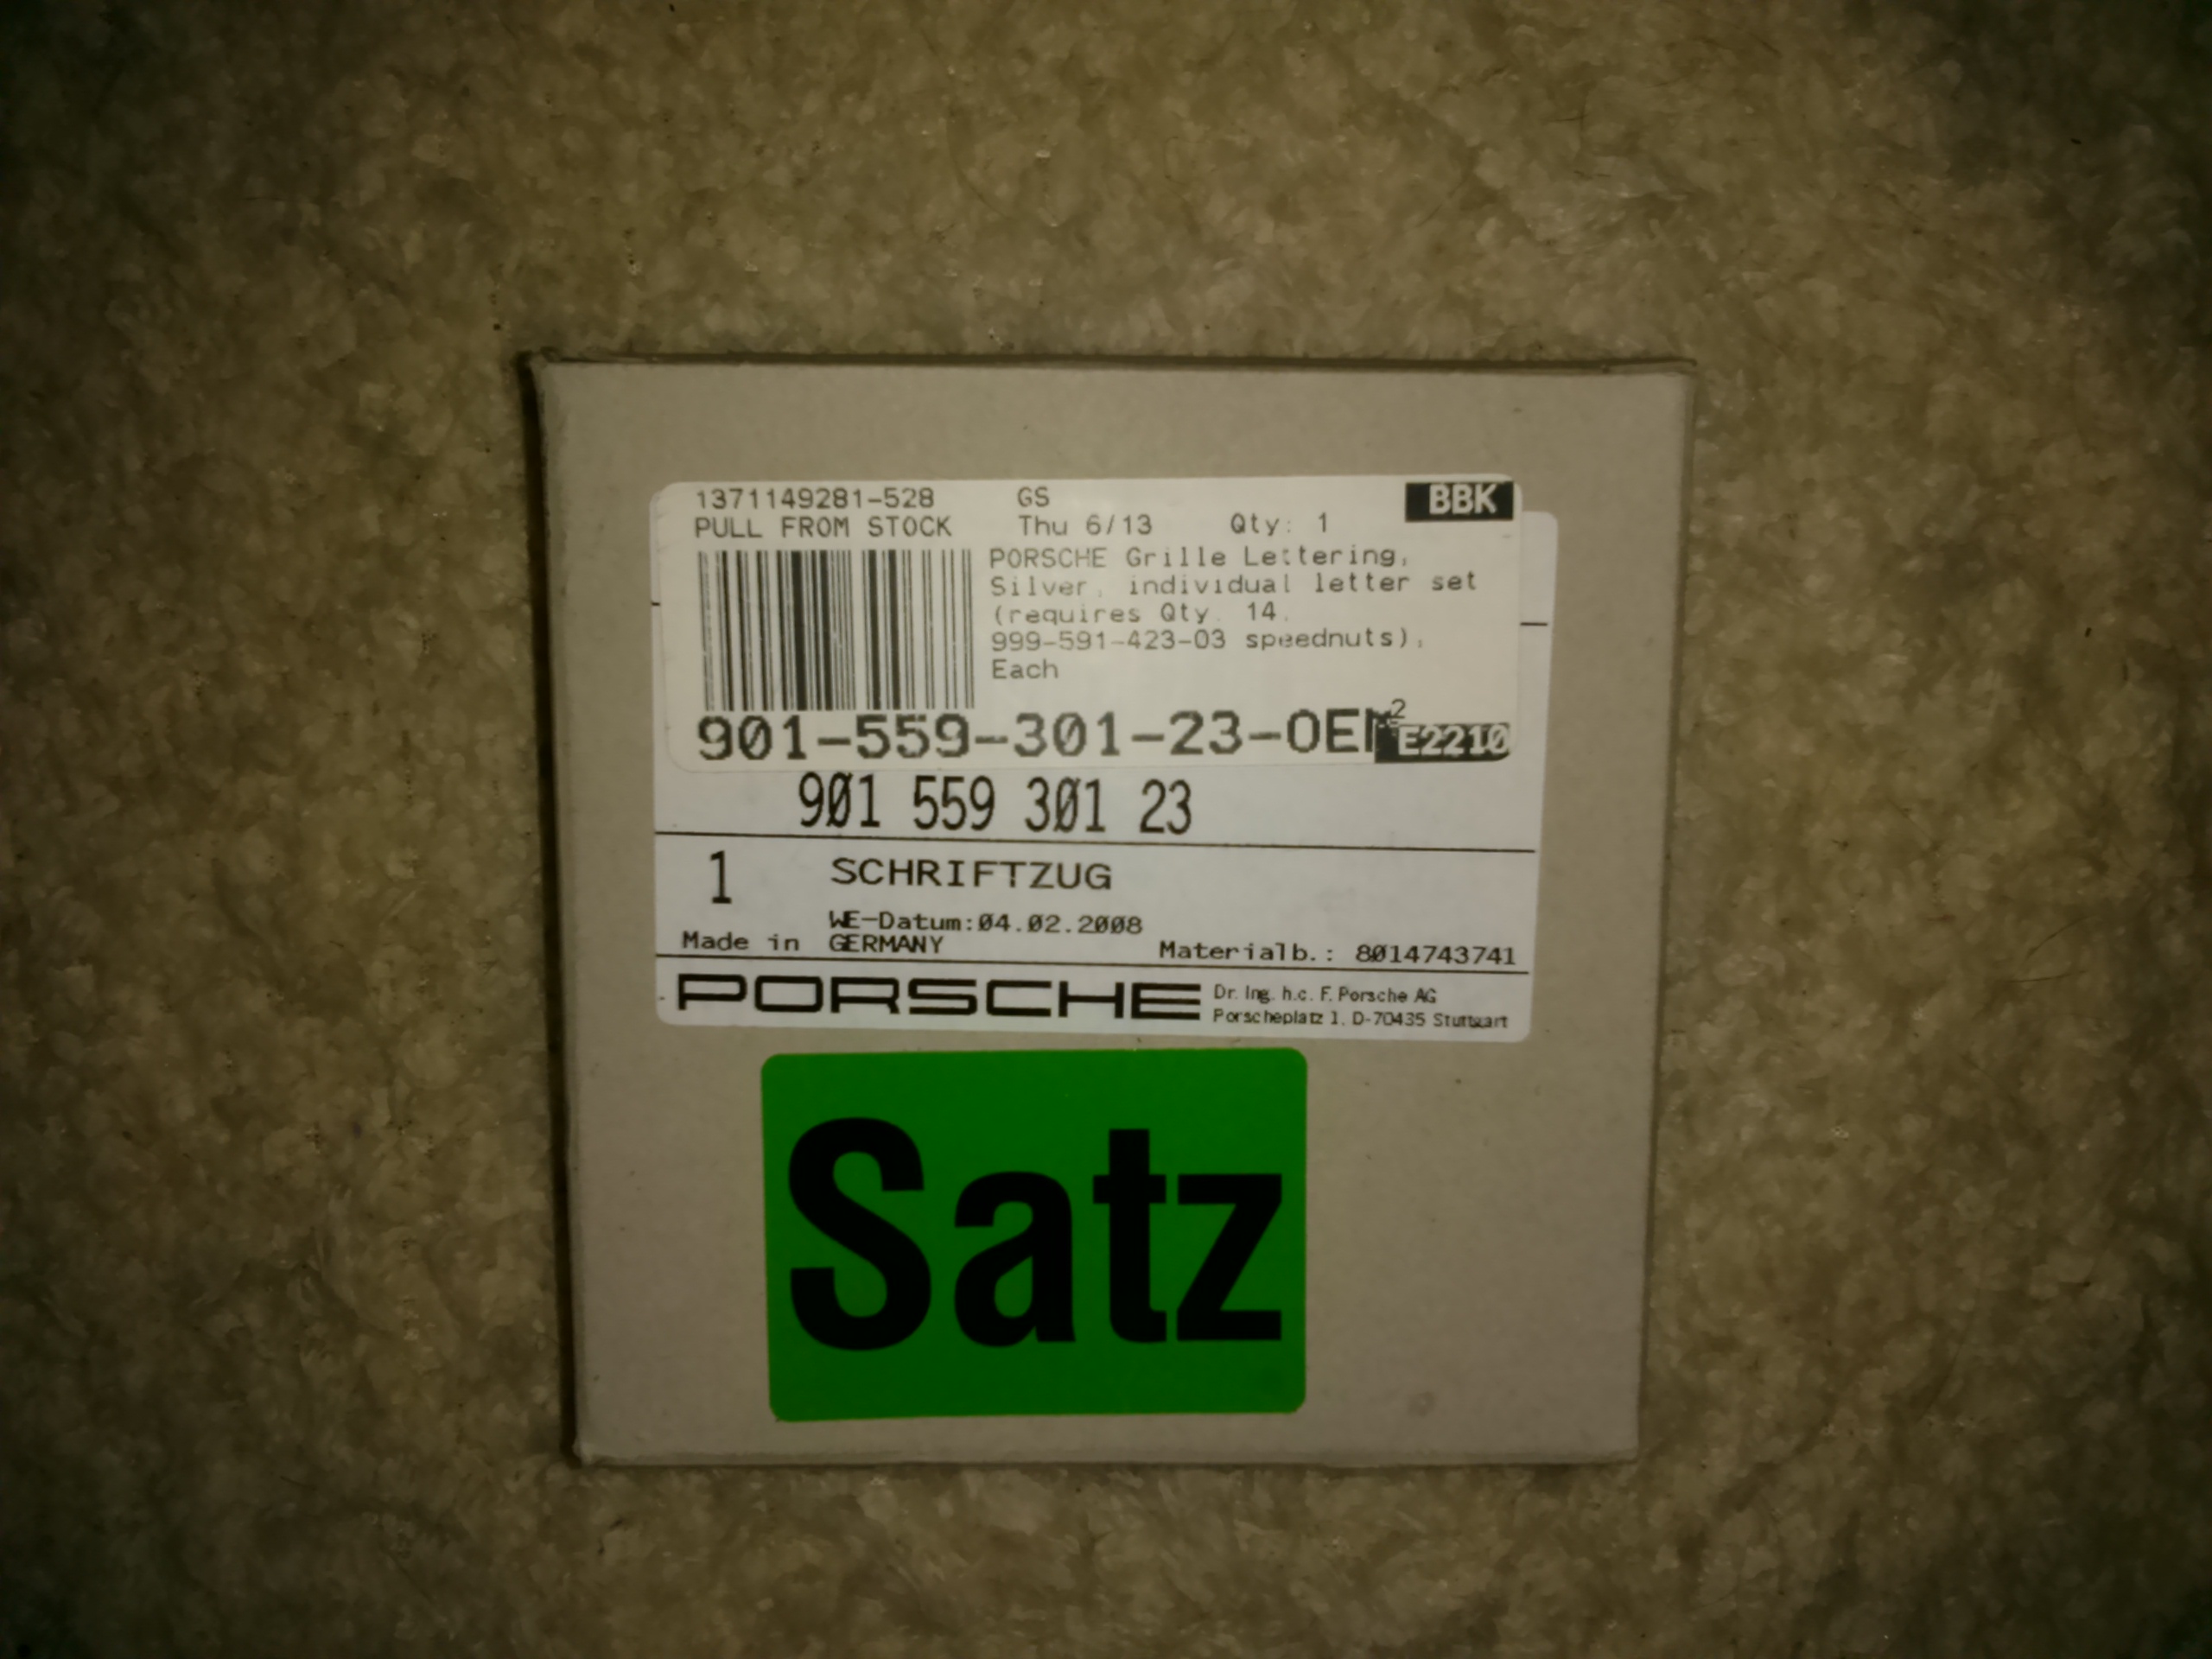 1371149281-528 GS BBK
PULL FROM STOCK Thu 6/13 Qty: 1
PORSCHE Grille Lettering,
Silver, individual letter set
(requires Qty. 14,
999-591-423-03 speednuts),
Each
2
901-559-301-23-OEM E2210
901 559 301 23
1 SCHRIFTZUG
WE-Datum:04.02.2008
Made in GERMANY Materialb.: 8014743741
PORSCHE Dr. Ing. h.c. F. Porsche AG
Porscheplatz 1, D-70435 Stuttgart
Satz